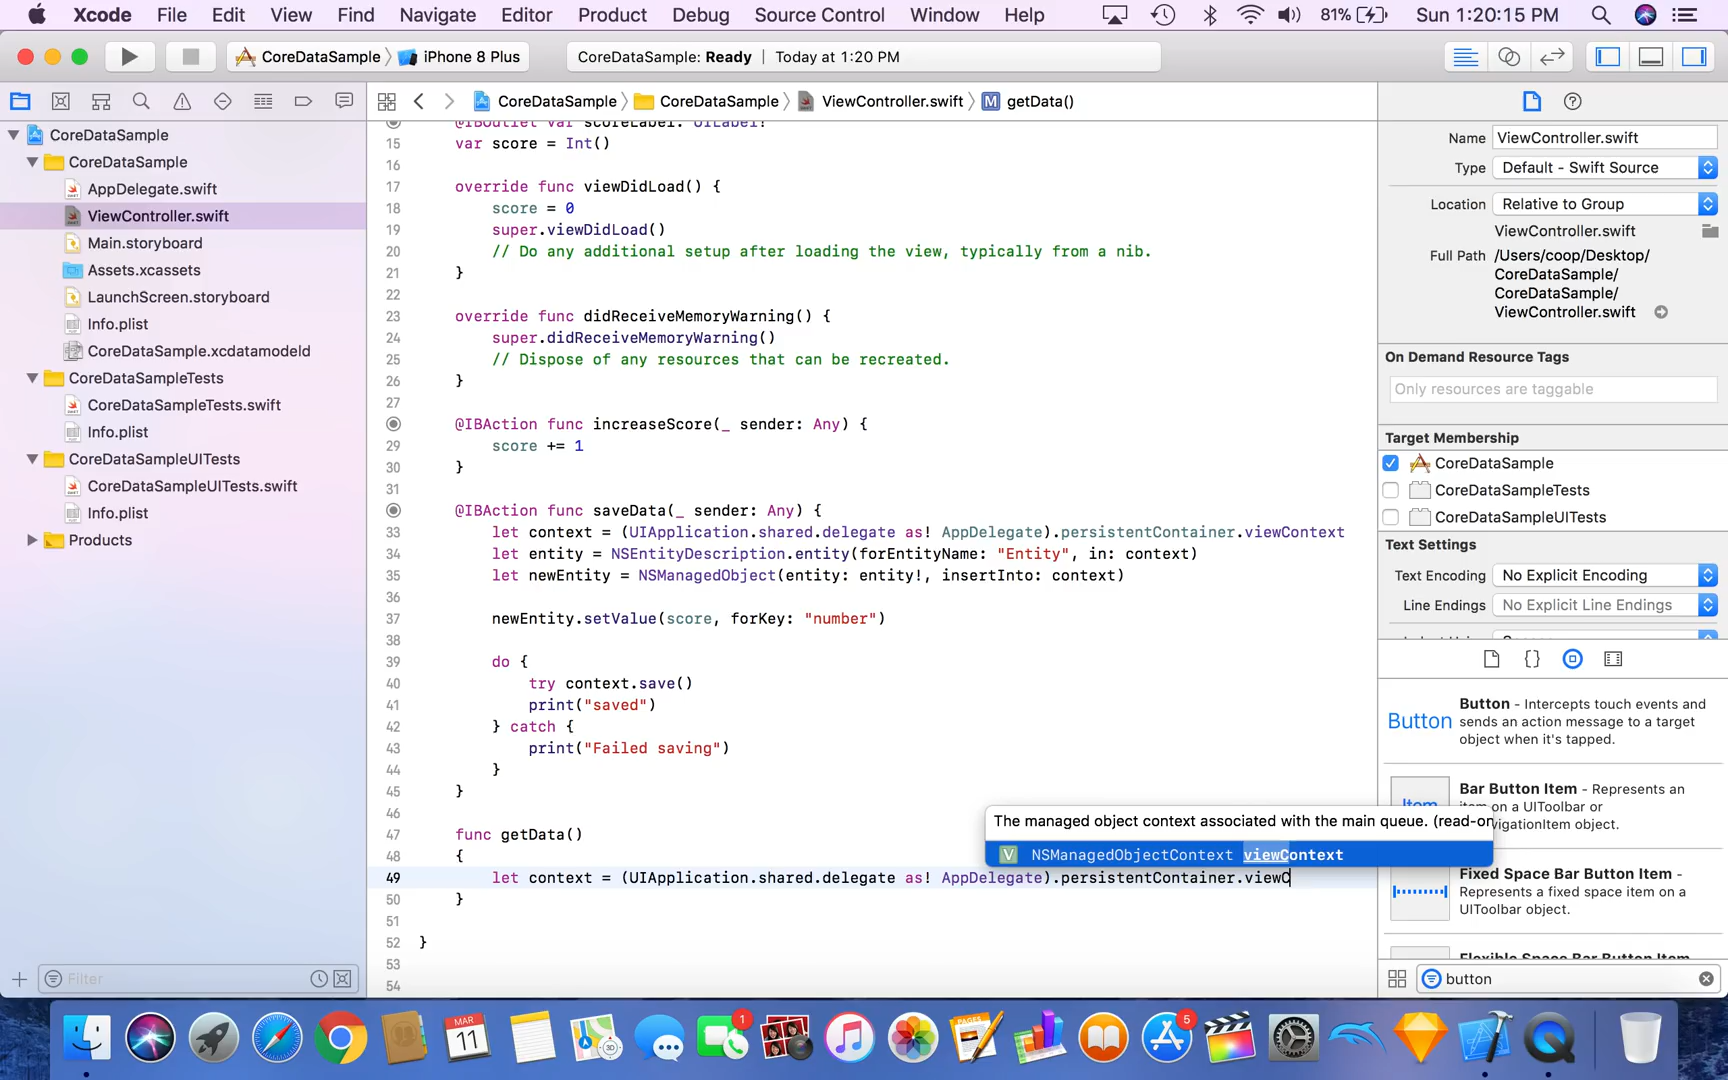 Xcode File Edit View Find Navigate Editor Product Debug Source Control Window Help 81% Sun 1:20:15 PM
CoreDataSample iPhone 8 Plus CoreDataSample: Ready | Today at 1:20 PM
CoreDataSample CoreDataSample ViewController.swift M getData()
CoreDataSample
CoreDataSample
AppDelegate.swift
ViewController.swift
Main.storyboard
Assets.xcassets
LaunchScreen.storyboard
Info.plist
CoreDataSample.xcdatamodeld
CoreDataSampleTests
CoreDataSampleTests.swift
Info.plist
CoreDataSampleUITests
CoreDataSampleUITests.swift
Info.plist
Products
Filter
@IBOutlet var scoreLabel: UILabel!
15 var score = Int()
16
17 override func viewDidLoad() {
18 score = 0
19 super.viewDidLoad()
20 // Do any additional setup after loading the view, typically from a nib.
21 }
22
23 override func didReceiveMemoryWarning() {
24 super.didReceiveMemoryWarning()
25 // Dispose of any resources that can be recreated.
26 }
27
@IBAction func increaseScore(_ sender: Any) {
29 score += 1
30 }
31
@IBAction func saveData(_ sender: Any) {
33 let context = (UIApplication.shared.delegate as! AppDelegate).persistentContainer.viewContext
34 let entity = NSEntityDescription.entity(forEntityName: "Entity", in: context)
35 let newEntity = NSManagedObject(entity: entity!, insertInto: context)
36
37 newEntity.setValue(score, forKey: "number")
38
39 do {
40 try context.save()
41 print("saved")
42 } catch {
43 print("Failed saving")
44 }
45 }
46
47 func getData()
48 {
49 let context = (UIApplication.shared.delegate as! AppDelegate).persistentContainer.viewC
50 }
51
52 }
53
54
The managed object context associated with the main queue. (read-on
V NSManagedObjectContext viewContext
Name ViewController.swift
Type Default - Swift Source
Location Relative to Group
ViewController.swift
Full Path /Users/coop/Desktop/
CoreDataSample/
CoreDataSample/
ViewController.swift
On Demand Resource Tags
Only resources are taggable
Target Membership
CoreDataSample
CoreDataSampleTests
CoreDataSampleUITests
Text Settings
Text Encoding No Explicit Encoding
Line Endings No Explicit Line Endings
Button
Button - Intercepts touch events and
sends an action message to a target
object when it's tapped.
Item
Bar Button Item - Represents an
item on a UIToolbar or
vigationItem object.
Fixed Space Bar Button Item -
Represents a fixed space item on a
UIToolbar object.
Flexible Space Bar Button Item
button
MAR
11
3D
1
PAGES
5